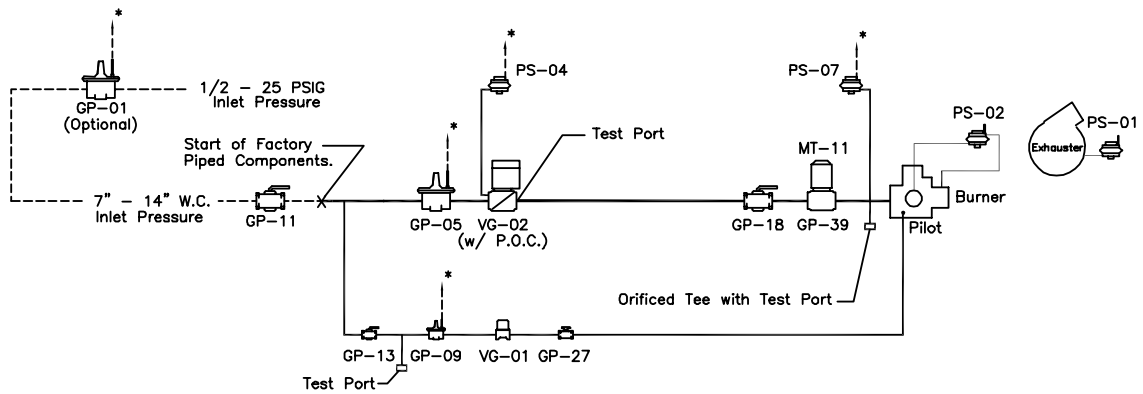 *
*
*
*
*
PS-04
PS-07
1/2 - 25 PSIG
Inlet Pressure
GP-01
(Optional)
PS-02
PS-01
Test Port
Start of Factory
Piped Components.
MT-11
Exhauster
7" - 14" W.C.
Inlet Pressure
GP-11
GP-05
VG-02
(w/ P.O.C.)
GP-18
GP-39
Burner
Pilot
Orificed Tee with Test Port
GP-13
GP-09
VG-01
GP-27
Test Port